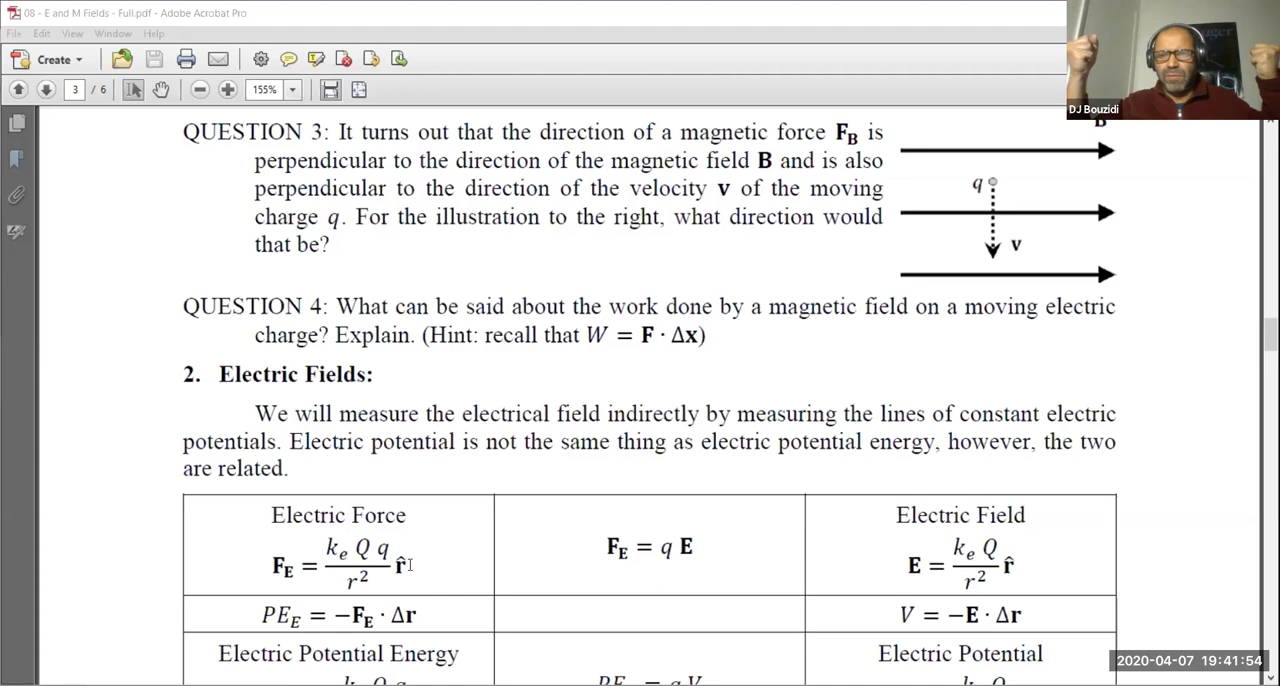 08 - E and M Fields - Full.pdf - Adobe Acrobat Pro
File Edit View Window Help
Create
3 / 6 155%
DJ Bouzidi
B
QUESTION 3: It turns out that the direction of a magnetic force F_B is
perpendicular to the direction of the magnetic field B and is also
perpendicular to the direction of the velocity v of the moving
charge q. For the illustration to the right, what direction would
that be?
q
v
QUESTION 4: What can be said about the work done by a magnetic field on a moving electric
charge? Explain. (Hint: recall that W = F · Δx)
2. Electric Fields:
We will measure the electrical field indirectly by measuring the lines of constant electric
potentials. Electric potential is not the same thing as electric potential energy, however, the two
are related.
Electric Force
F_E = k_e Q q / r² r̂
F_E = q E
Electric Field
E = k_e Q / r² r̂
PE_E = −F_E · Δr
V = −E · Δr
Electric Potential Energy
Electric Potential
2020-04-07 19:41:54